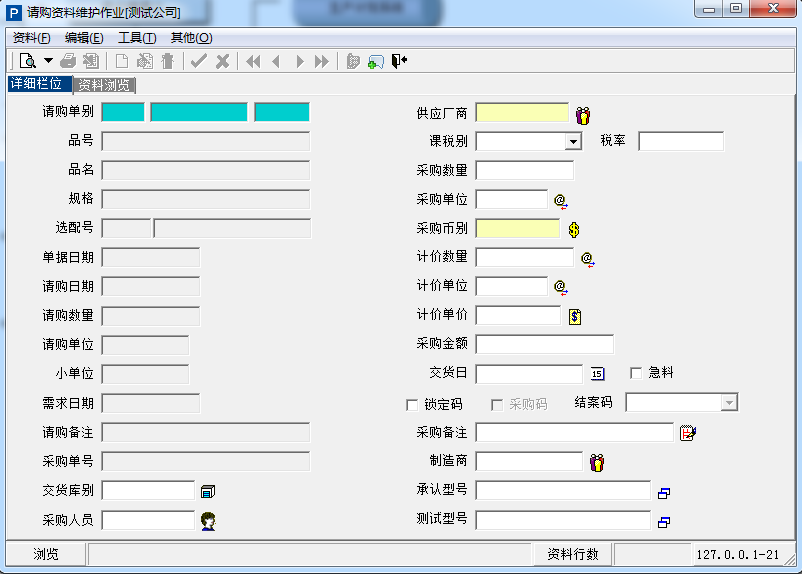 请购资料维护作业[测试公司]
资料(F) 编辑(E) 工具(T) 其他(O)
详细栏位 资料浏览
请购单别
品号
品名
规格
选配号
单据日期
请购日期
请购数量
请购单位
小单位
需求日期
请购备注
采购单号
交货库别
采购人员
供应厂商
课税别 税率
采购数量
采购单位
采购币别
计价数量
计价单位
计价单价
采购金额
交货日 15 急料
锁定码 采购码 结案码
采购备注
制造商
承认型号
测试型号
浏览 资料行数 127.0.0.1-21